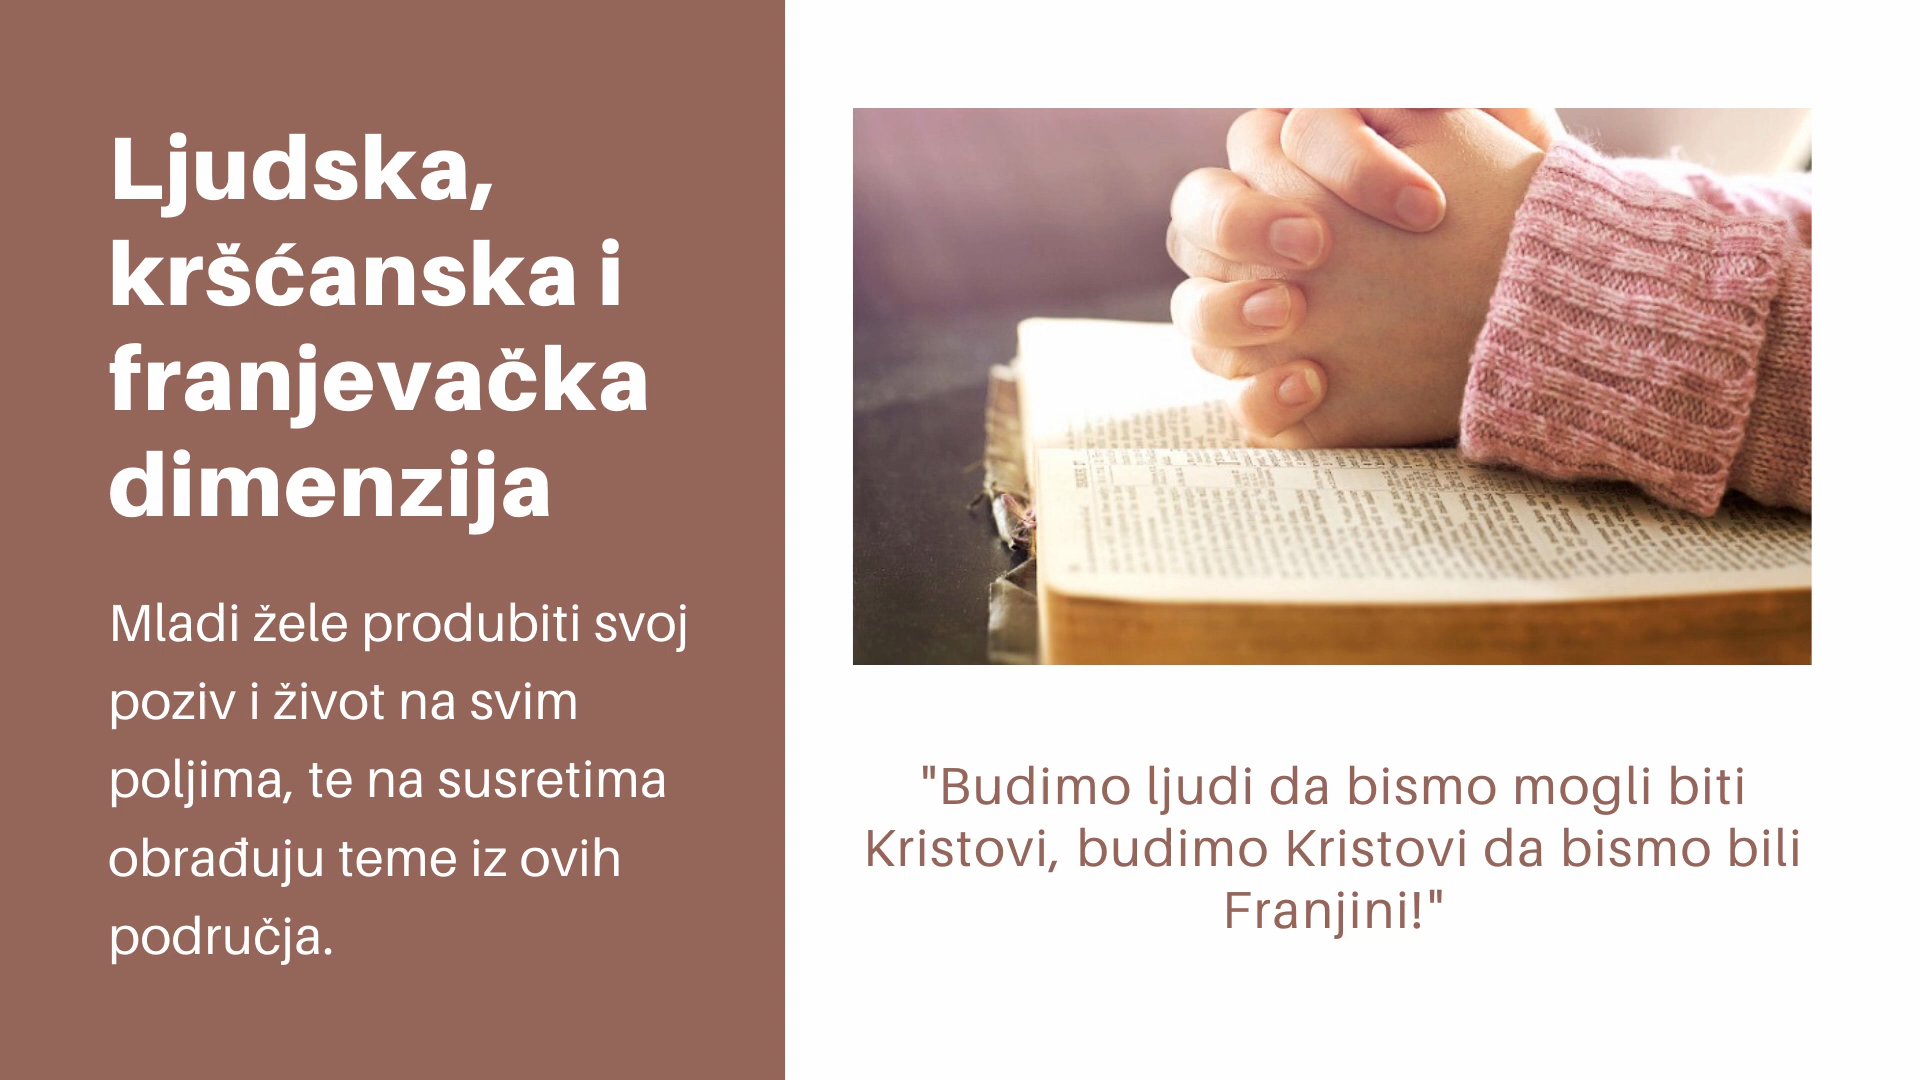 Ljudska,
kršćanska i
franjevačka
dimenzija
Mladi žele produbiti svoj
poziv i život na svim
poljima, te na susretima
obrađuju teme iz ovih
područja.
"Budimo ljudi da bismo mogli biti
Kristovi, budimo Kristovi da bismo bili
Franjini!"